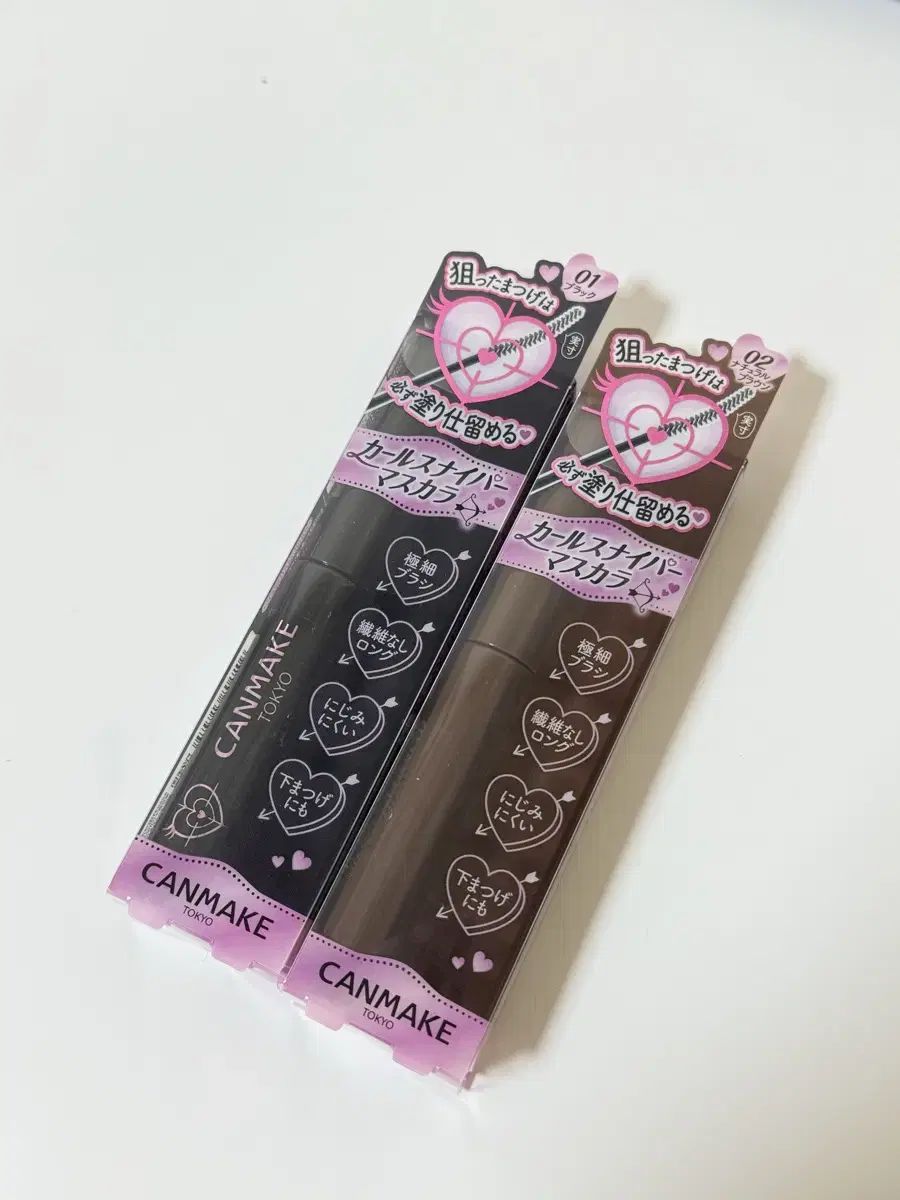 01
ブラック
狙ったまつげは
実寸
必ず塗り仕留める
カールスナイパー
マスカラ
極細
ブラシ
繊維なし
ロング
にじみ
にくい
下まつげ
にも
CANMAKE
TOKYO
CANMAKE
TOKYO
02
ナチュラル
ブラウン
狙ったまつげは
実寸
必ず塗り仕留める
カールスナイパー
マスカラ
極細
ブラシ
繊維なし
ロング
にじみ
にくい
下まつげ
にも
CANMAKE
TOKYO